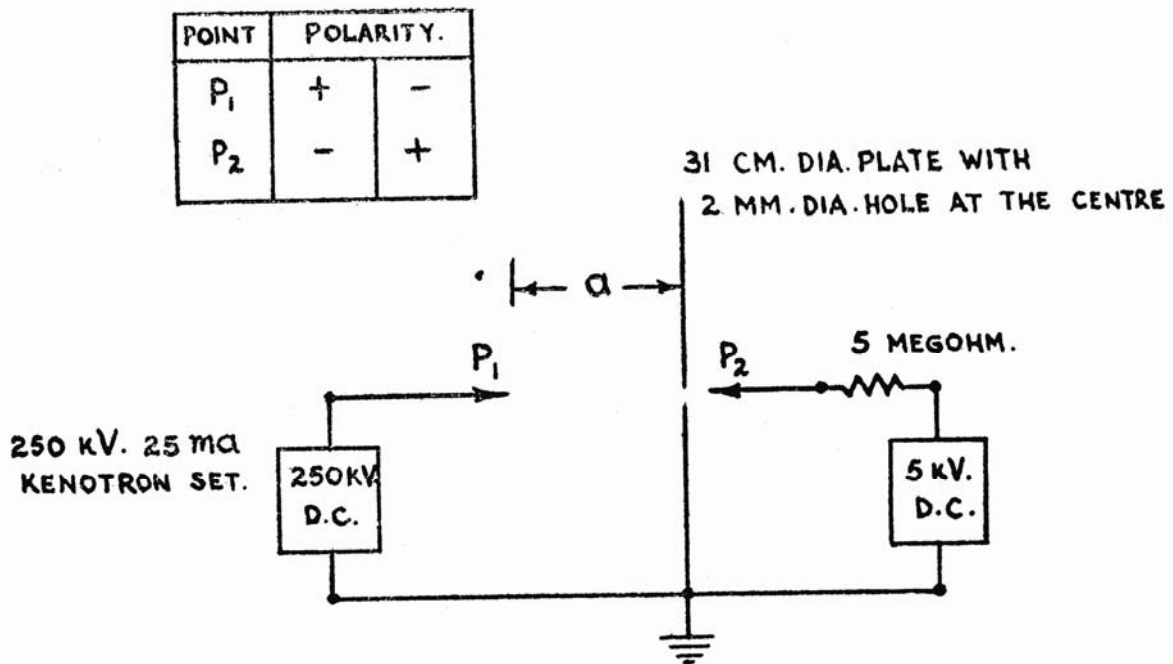 POINT POLARITY.
P₁ + -
P₂ - +
31 CM. DIA. PLATE WITH
2 MM. DIA. HOLE AT THE CENTRE
a
P₁
P₂
5 MEGOHM.
250 KV. 25 ma
KENOTRON SET.
250KV.
D.C.
5 KV.
D.C.